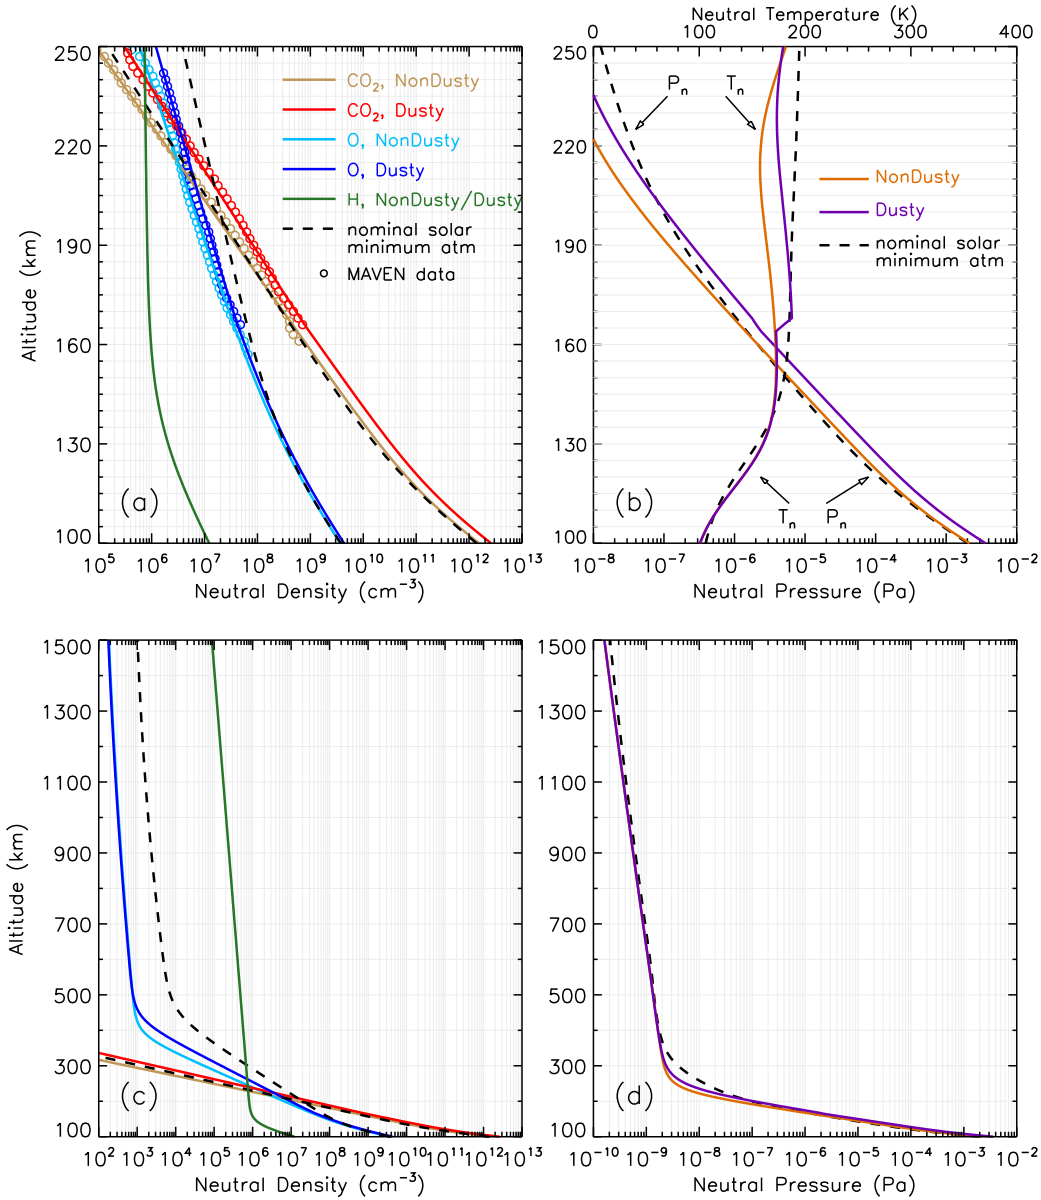 Neutral Temperature (K)
0 100 200 300 400
250
220
190
160
130
100
Altitude (km)
CO2, NonDusty
CO2, Dusty
O, NonDusty
O, Dusty
H, NonDusty/Dusty
nominal solar
minimum atm
MAVEN data
(a)
10^5 10^6 10^7 10^8 10^9 10^10 10^11 10^12 10^13
Neutral Density (cm^-3)
250
220
190
160
130
100
Pn Tn
NonDusty
Dusty
nominal solar
minimum atm
(b)
Tn Pn
10^-8 10^-7 10^-6 10^-5 10^-4 10^-3 10^-2
Neutral Pressure (Pa)
1500
1300
1100
900
700
500
300
100
Altitude (km)
(c)
10^2 10^3 10^4 10^5 10^6 10^7 10^8 10^9 10^10 10^11 10^12 10^13
Neutral Density (cm^-3)
1500
1300
1100
900
700
500
300
100
(d)
10^-10 10^-9 10^-8 10^-7 10^-6 10^-5 10^-4 10^-3 10^-2
Neutral Pressure (Pa)